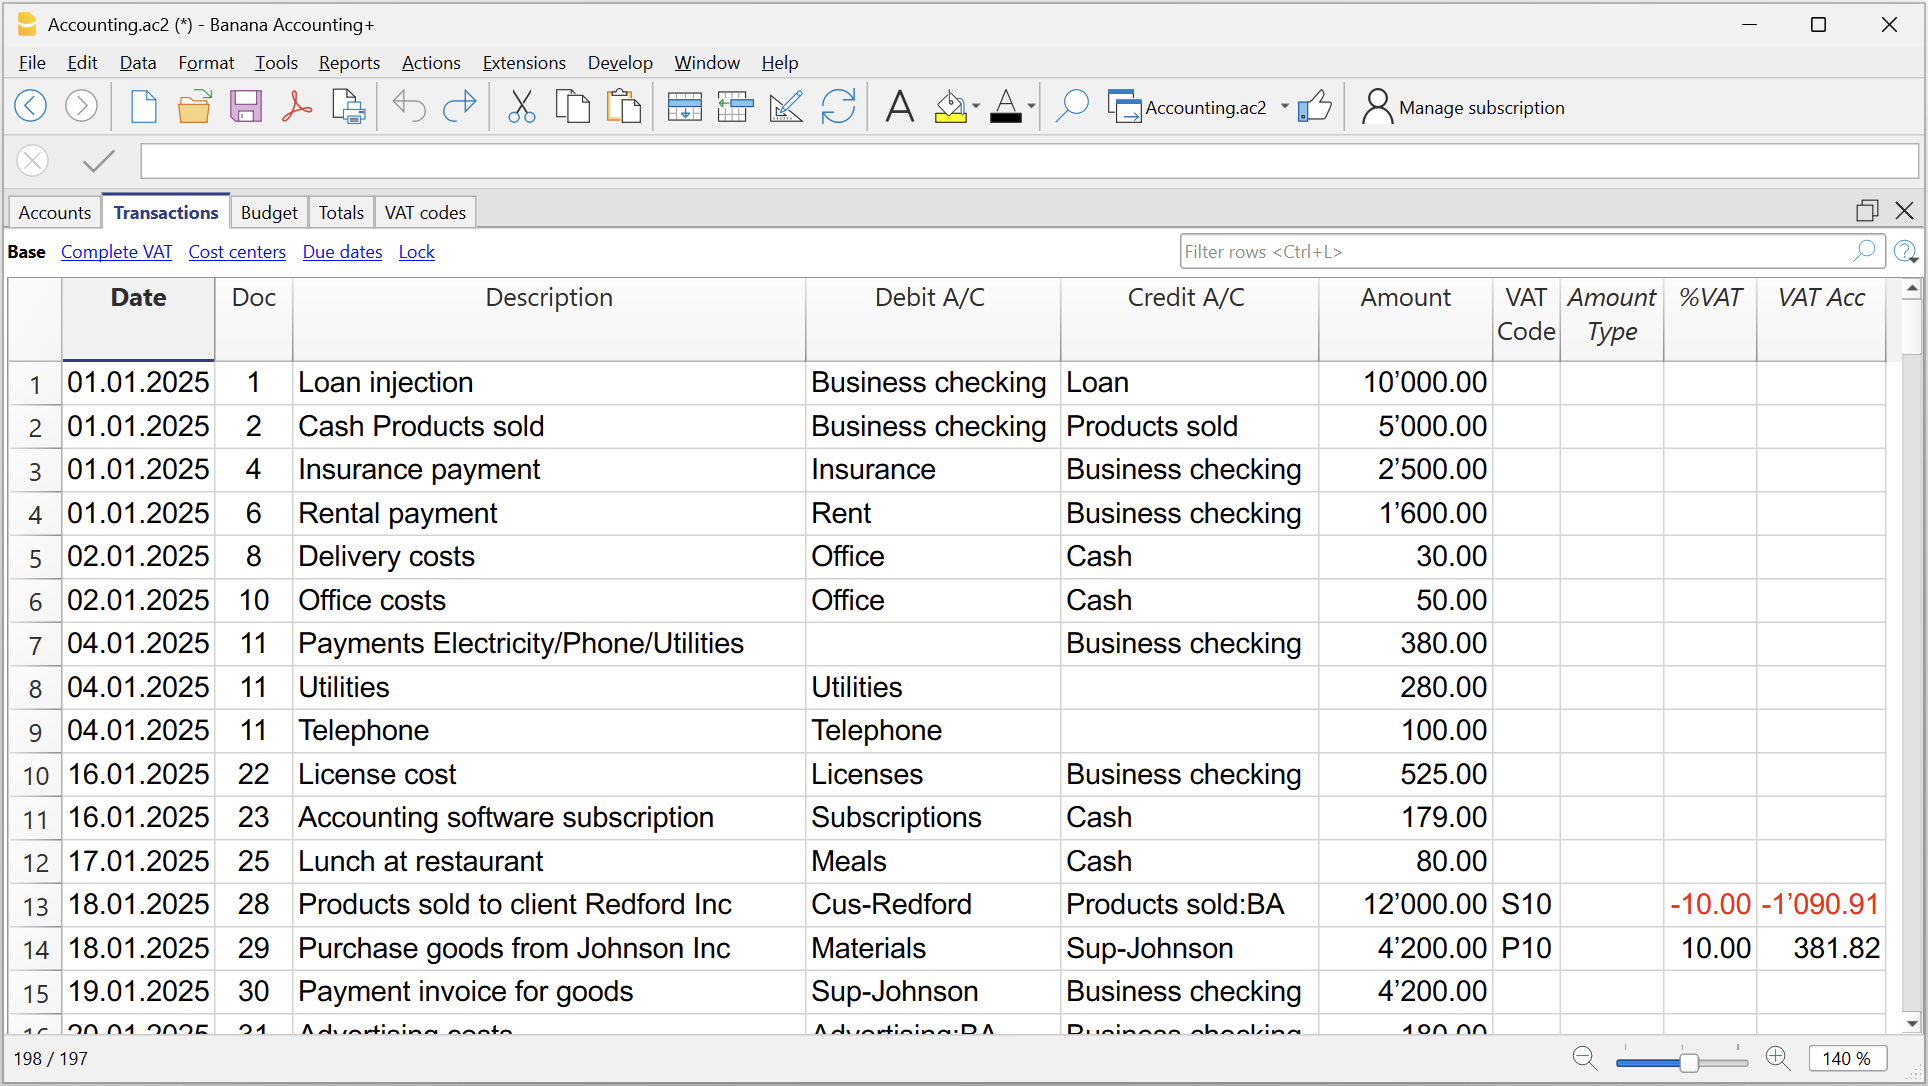 Accounting.ac2 (*) - Banana Accounting+
File Edit Data Format Tools Reports Actions Extensions Develop Window Help
Accounting.ac2 Manage subscription
Accounts Transactions Budget Totals VAT codes
Base Complete VAT Cost centers Due dates Lock Filter rows <Ctrl+L>
Date Doc Description Debit A/C Credit A/C Amount VAT Code Amount Type %VAT VAT Acc
1 01.01.2025 1 Loan injection Business checking Loan 10’000.00
2 01.01.2025 2 Cash Products sold Business checking Products sold 5’000.00
3 01.01.2025 4 Insurance payment Insurance Business checking 2’500.00
4 01.01.2025 6 Rental payment Rent Business checking 1’600.00
5 02.01.2025 8 Delivery costs Office Cash 30.00
6 02.01.2025 10 Office costs Office Cash 50.00
7 04.01.2025 11 Payments Electricity/Phone/Utilities Business checking 380.00
8 04.01.2025 11 Utilities Utilities 280.00
9 04.01.2025 11 Telephone Telephone 100.00
10 16.01.2025 22 License cost Licenses Business checking 525.00
11 16.01.2025 23 Accounting software subscription Subscriptions Cash 179.00
12 17.01.2025 25 Lunch at restaurant Meals Cash 80.00
13 18.01.2025 28 Products sold to client Redford Inc Cus-Redford Products sold:BA 12’000.00 S10 -10.00 -1’090.91
14 18.01.2025 29 Purchase goods from Johnson Inc Materials Sup-Johnson 4’200.00 P10 10.00 381.82
15 19.01.2025 30 Payment invoice for goods Sup-Johnson Business checking 4’200.00
16 20.01.2025 31 Advertising costs Advertising:BA Business checking 180.00
198 / 197 140 %